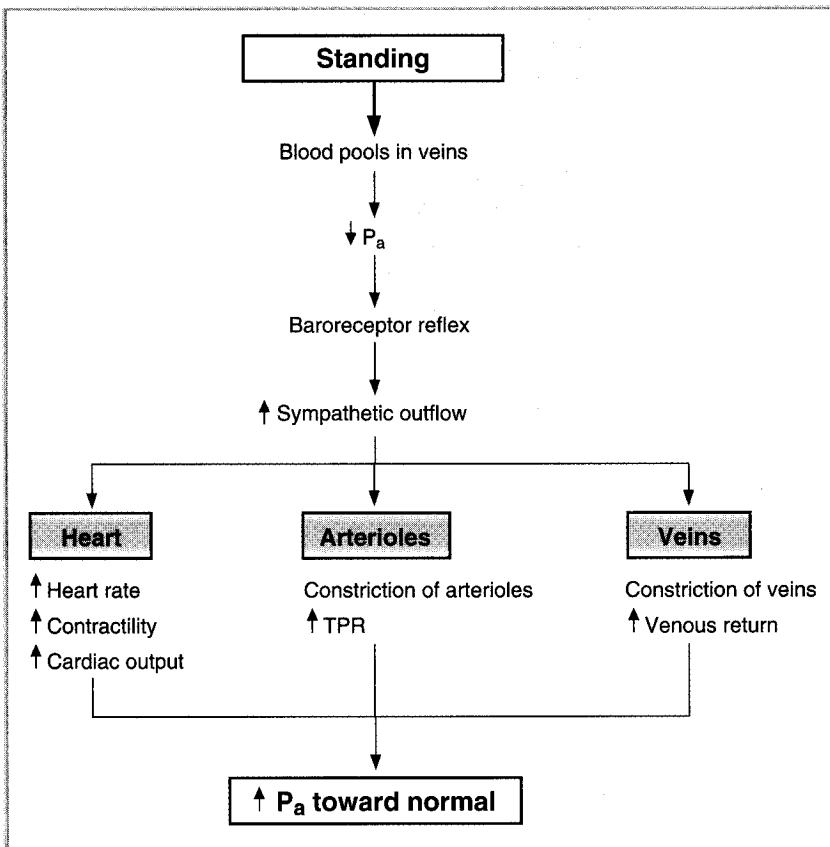 Standing
Blood pools in veins
↓ Pa
Baroreceptor reflex
↑ Sympathetic outflow
Heart
↑ Heart rate
↑ Contractility
↑ Cardiac output
Arterioles
Constriction of arterioles
↑ TPR
Veins
Constriction of veins
↑ Venous return
↑ Pa toward normal